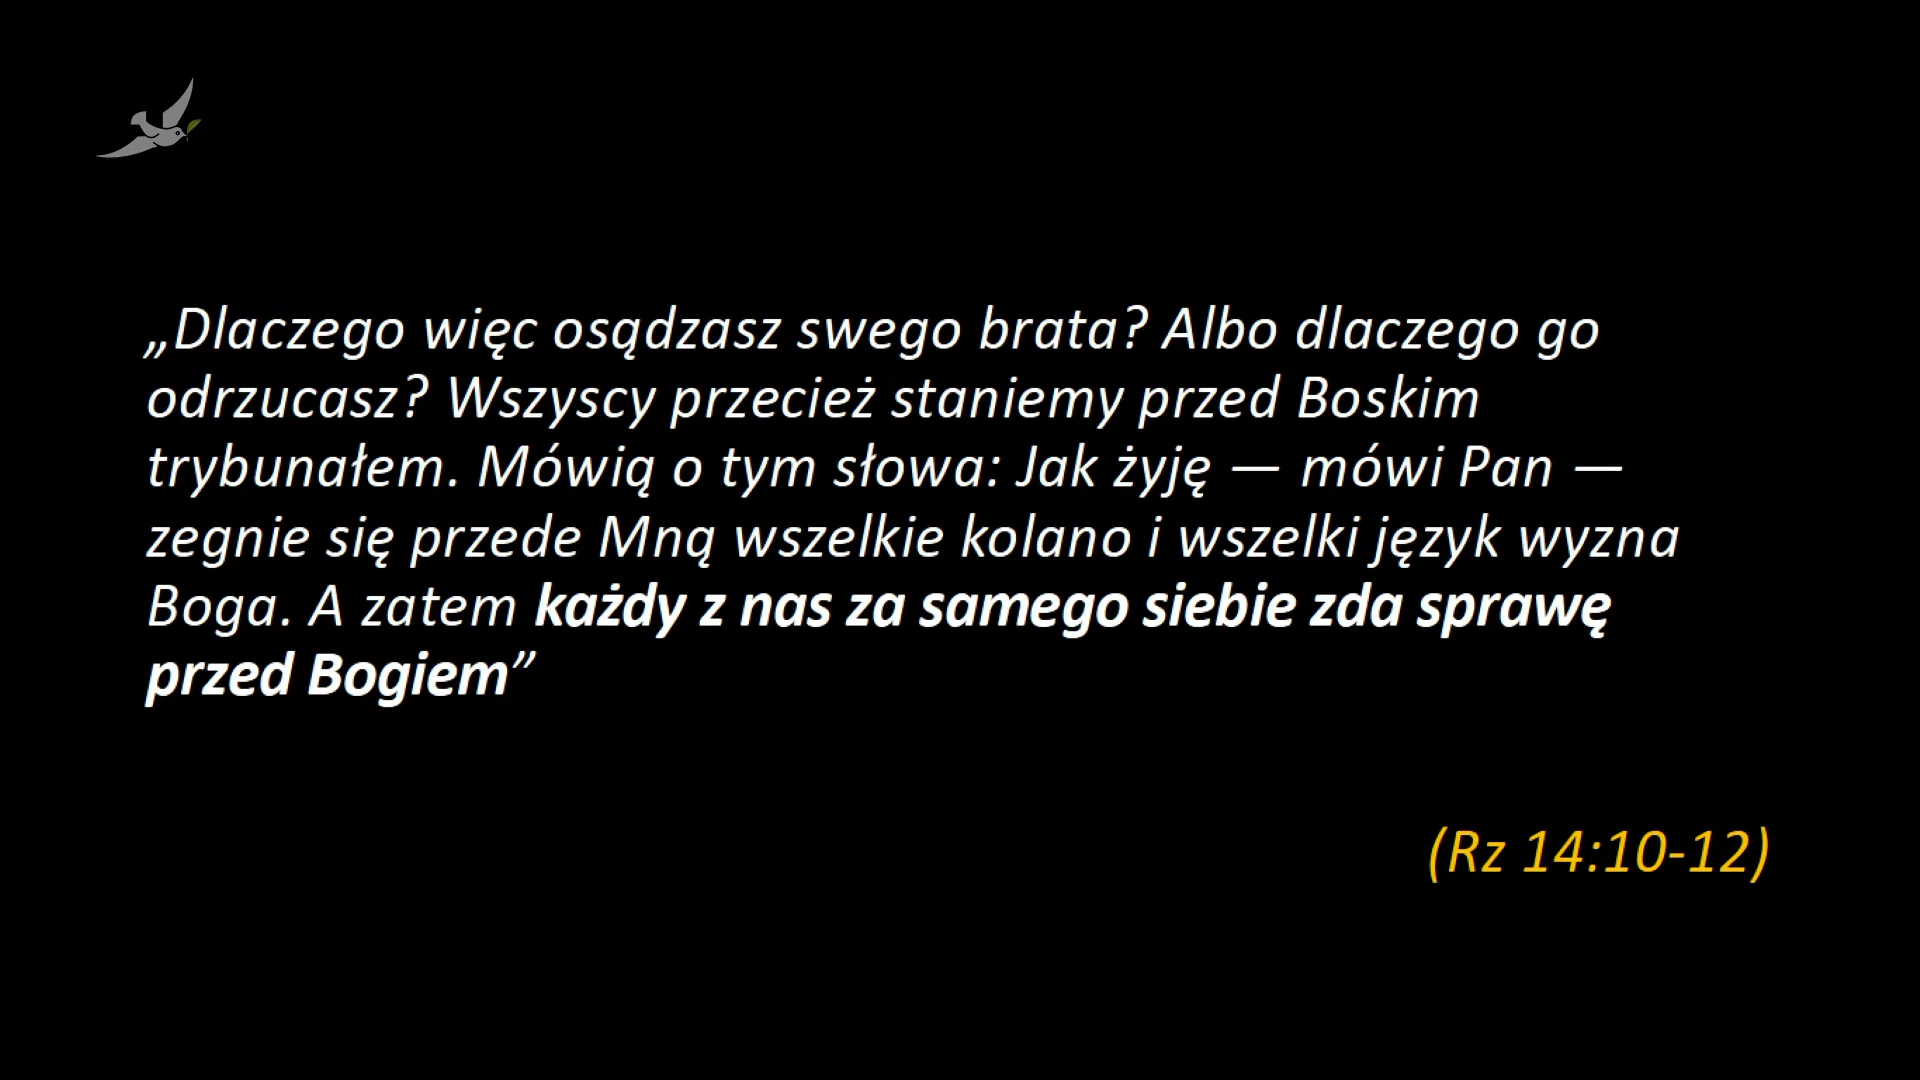 „Dlaczego więc osądzasz swego brata? Albo dlaczego go
odrzucasz? Wszyscy przecież staniemy przed Boskim
trybunałem. Mówią o tym słowa: Jak żyję — mówi Pan —
zegnie się przede Mną wszelkie kolano i wszelki język wyzna
Boga. A zatem każdy z nas za samego siebie zda sprawę
przed Bogiem”
(Rz 14:10-12)